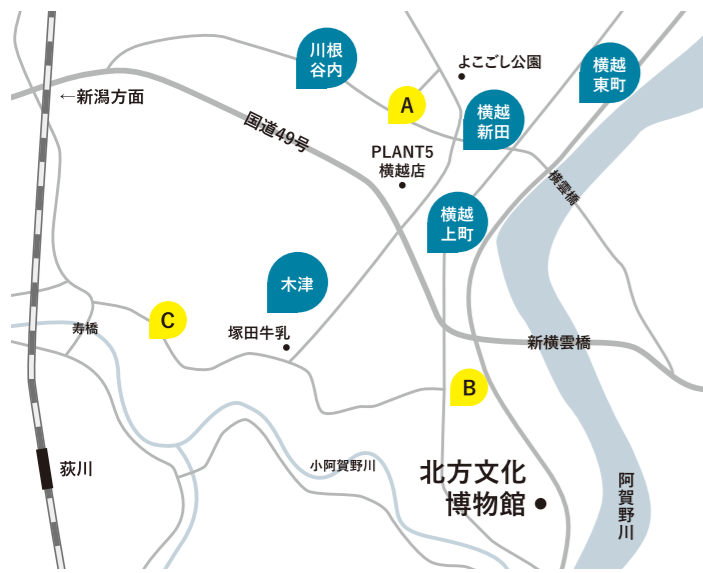 川根
谷内
よこごし公園
横越
東町
←新潟方面
A
横越
新田
国道49号
PLANT5
横越店
横雲橋
横越
上町
木津
C
寿橋
塚田牛乳
新横雲橋
B
荻川
小阿賀野川
北方文化
博物館
阿賀野川